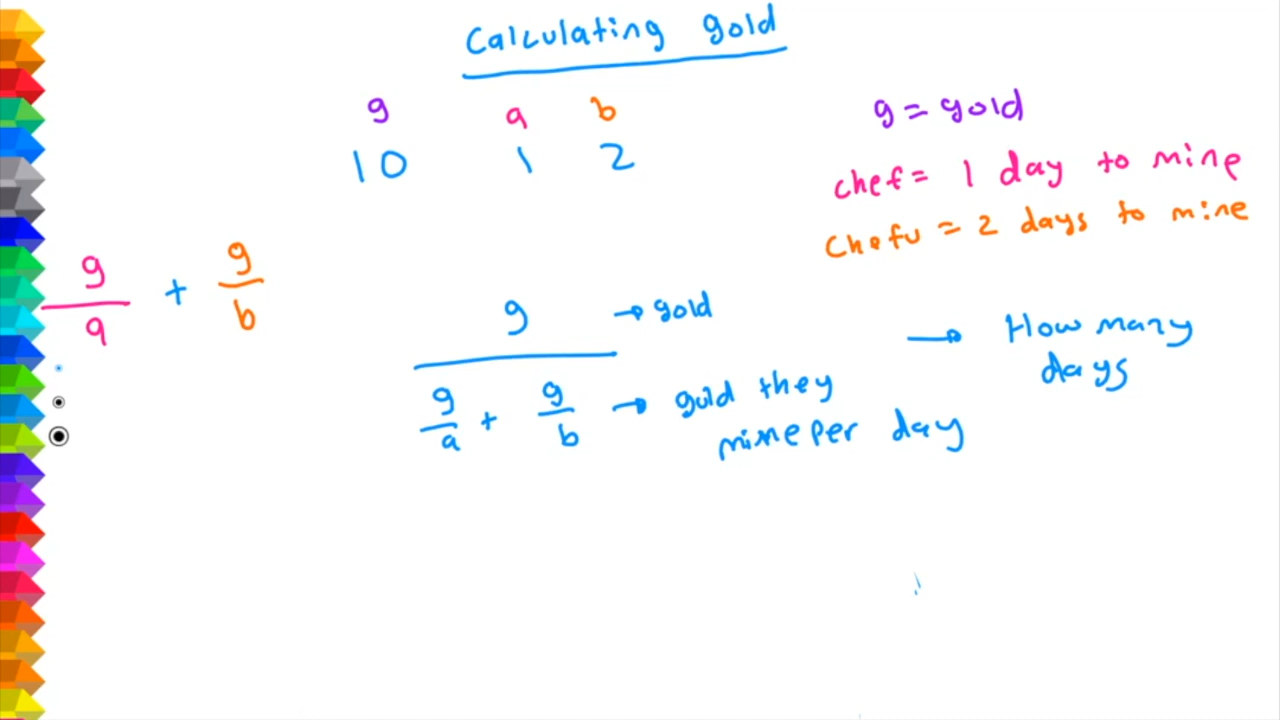 Calculating gold
g a b
10 1 2
g = gold
chef = 1 day to mine
Chefu = 2 days to mine
g/a + g/b
g → gold
g/a + g/b → gold they
mine per day
→ How many
days